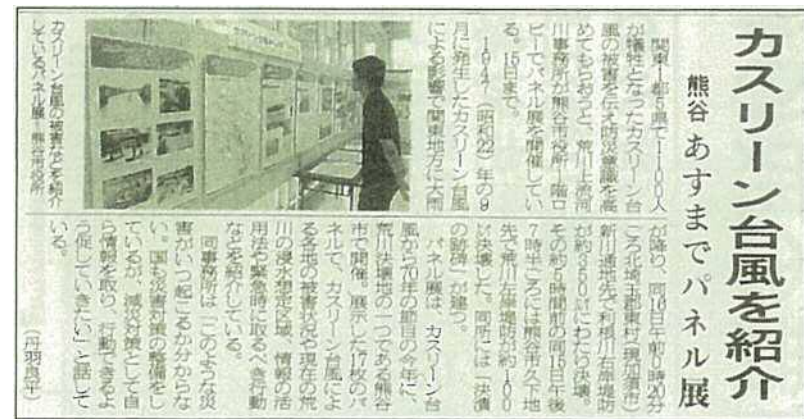 カスリーン台風を紹介
熊谷 あすまでパネル展
関東1都5県で1100人
が犠牲となったカスリーン台
風の被害を伝え防災意識を高
めてもらおうと、荒川上流河
川事務所が熊谷市役所1階ロ
ビーでパネル展を開催してい
る。15日まで。
1947(昭和22)年の9
月に発生したカスリーン台風
による影響で関東地方に大雨
が降り、同16日午前0時20分
ごろ北埼玉郡東村(現加須市)
新川通地先で利根川右岸堤防
が約350㍍にわたり決壊。
その約5時間前の同15日午後
7時半ごろには熊谷市久下地
先で荒川左岸堤防が約100
㍍決壊した。同所には「決潰
の跡碑」が建つ。
パネル展は、カスリーン台
風から70年の節目の今年に、
荒川決壊地の一つである熊谷
市で開催。展示した17枚のパ
ネルで、カスリーン台風によ
る各地の被害状況や現在の荒
川の浸水想定区域、情報の活
用法や緊急時に取るべき行動
などを紹介している。
同事務所は「このような災
害がいつ起こるか分からな
い。国も災害対策の整備をし
ているが、減災対策として自
ら情報を取り、行動できるよ
う促していきたい」と話して
いる。
(丹羽良平)
カスリーン台風の被害などを紹介
しているパネル展=熊谷市役所